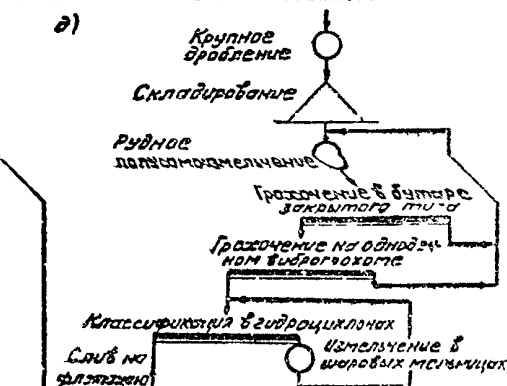 д)
Крупное
дробление
Складирование
Рудное
полусамоизмельчение
Грохочение в бутаре
закрытого типа
Грохочение на однодеч-
ном виброгрохоте
Классификация в гидроциклонах
Слив на
флотацию
Измельчение в
шаровых мельницах